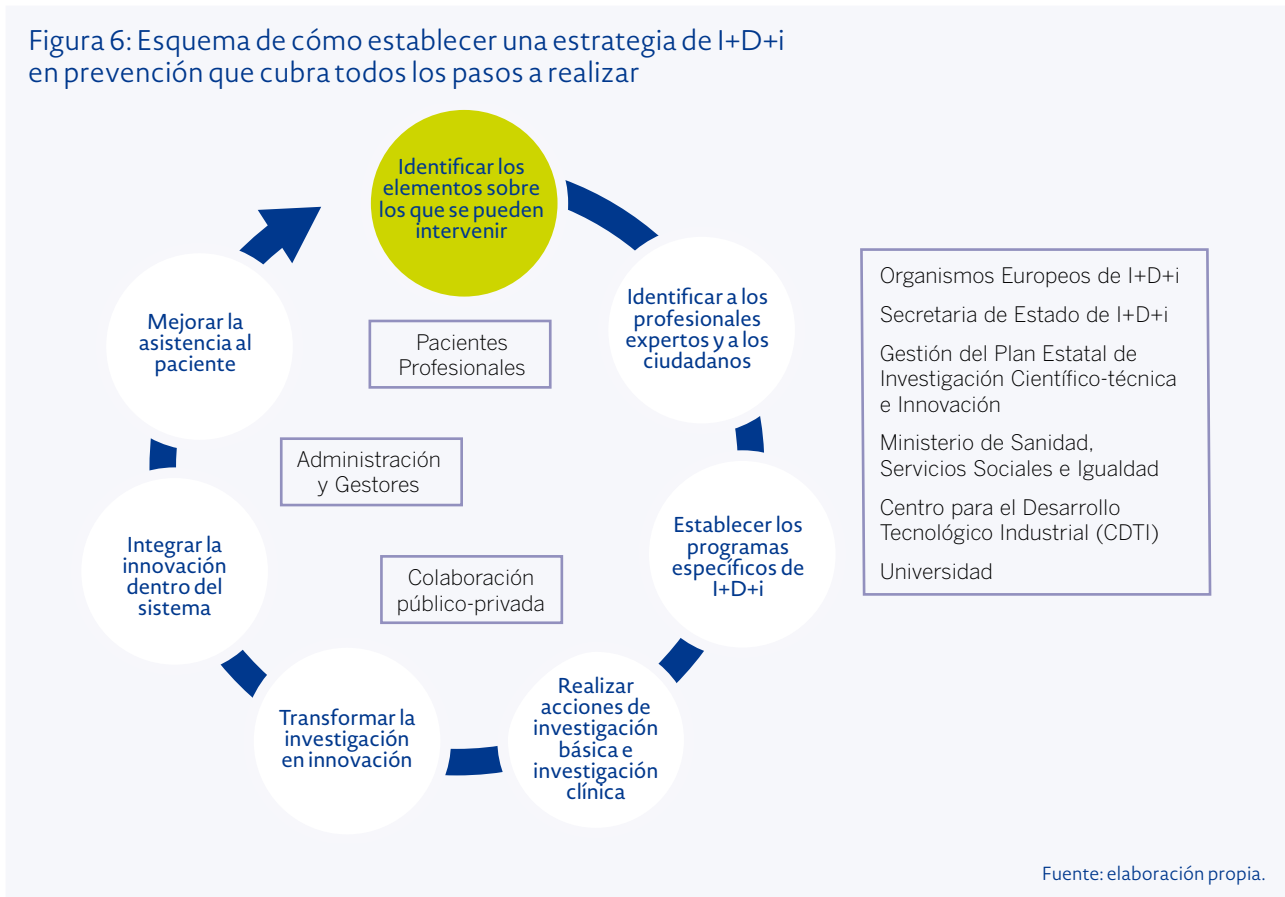 Figura 6: Esquema de cómo establecer una estrategia de I+D+i
en prevención que cubra todos los pasos a realizar
Identificar los
elementos sobre
los que se pueden
intervenir
Identificar a los
profesionales
expertos y a los
ciudadanos
Establecer los
programas
específicos de
I+D+i
Realizar
acciones de
investigación
básica e
investigación
clínica
Transformar la
investigación
en innovación
Integrar la
innovación
dentro del
sistema
Mejorar la
asistencia al
paciente
Pacientes
Profesionales
Administración
y Gestores
Colaboración
público-privada
Organismos Europeos de I+D+i
Secretaria de Estado de I+D+i
Gestión del Plan Estatal de
Investigación Científico-técnica
e Innovación
Ministerio de Sanidad,
Servicios Sociales e Igualdad
Centro para el Desarrollo
Tecnológico Industrial (CDTI)
Universidad
Fuente: elaboración propia.